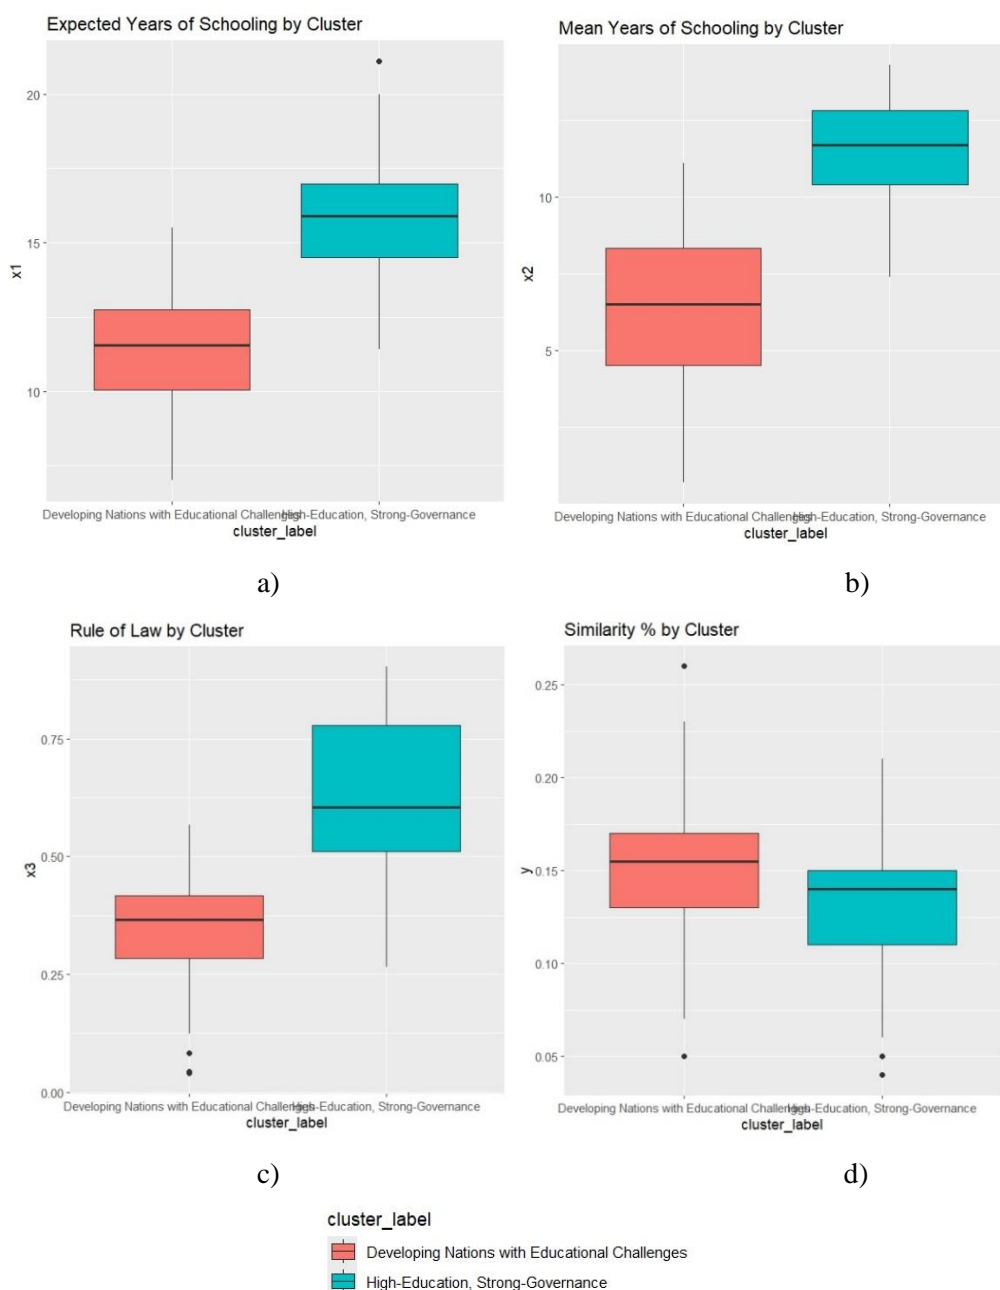 Expected Years of Schooling by Cluster
20
15
10
x1
Developing Nations with Educational Challenges
High-Education, Strong-Governance
cluster_label
a)
Mean Years of Schooling by Cluster
10
5
x2
Developing Nations with Educational Challenges
High-Education, Strong-Governance
cluster_label
b)
Rule of Law by Cluster
0.75
0.50
0.25
0.00
x3
Developing Nations with Educational Challenges
High-Education, Strong-Governance
cluster_label
c)
Similarity % by Cluster
0.25
0.20
0.15
0.10
0.05
y
Developing Nations with Educational Challenges
High-Education, Strong-Governance
cluster_label
d)
cluster_label
Developing Nations with Educational Challenges
High-Education, Strong-Governance